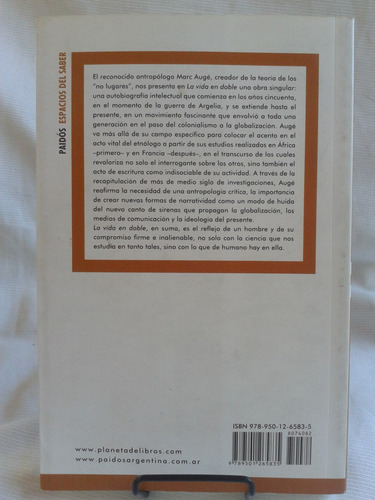 PAIDÓS ESPACIOS DEL SABER
El reconocido antropólogo Marc Augé, creador de la teoría de los
"no lugares", nos presenta en La vida en doble una obra singular:
una autobiografía intelectual que comienza en los años cincuenta,
en el momento de la guerra de Argelia, y se extiende hasta el
presente, en un movimiento fascinante que envolvió a toda una
generación en el paso del colonialismo a la globalización. Augé
va más allá de su campo específico para colocar el acento en el
acto vital del etnólogo a partir de sus estudios realizados en África
–primero– y en Francia –después–, en el transcurso de los cuales
revaloriza no solo el interrogante sobre los otros, sino también el
acto de escritura como indisociable de su actividad. A través de la
recapitulación de más de medio siglo de investigaciones, Augé
reafirma la necesidad de una antropología crítica, la importancia
de crear nuevas formas de narratividad como un modo de huida
del nuevo canto de sirenas que propagan la globalización, los
medios de comunicación y la ideología del presente.
La vida en doble, en suma, es el reflejo de un hombre y de su
compromiso firme e inalienable, no solo con la ciencia que nos
estudia en tanto tales, sino con lo que de humano hay en ella.
ISBN 978-950-12-6583-5
8074082
9 789501 265835
www.planetadelibros.com
www.paidosargentina.com.ar